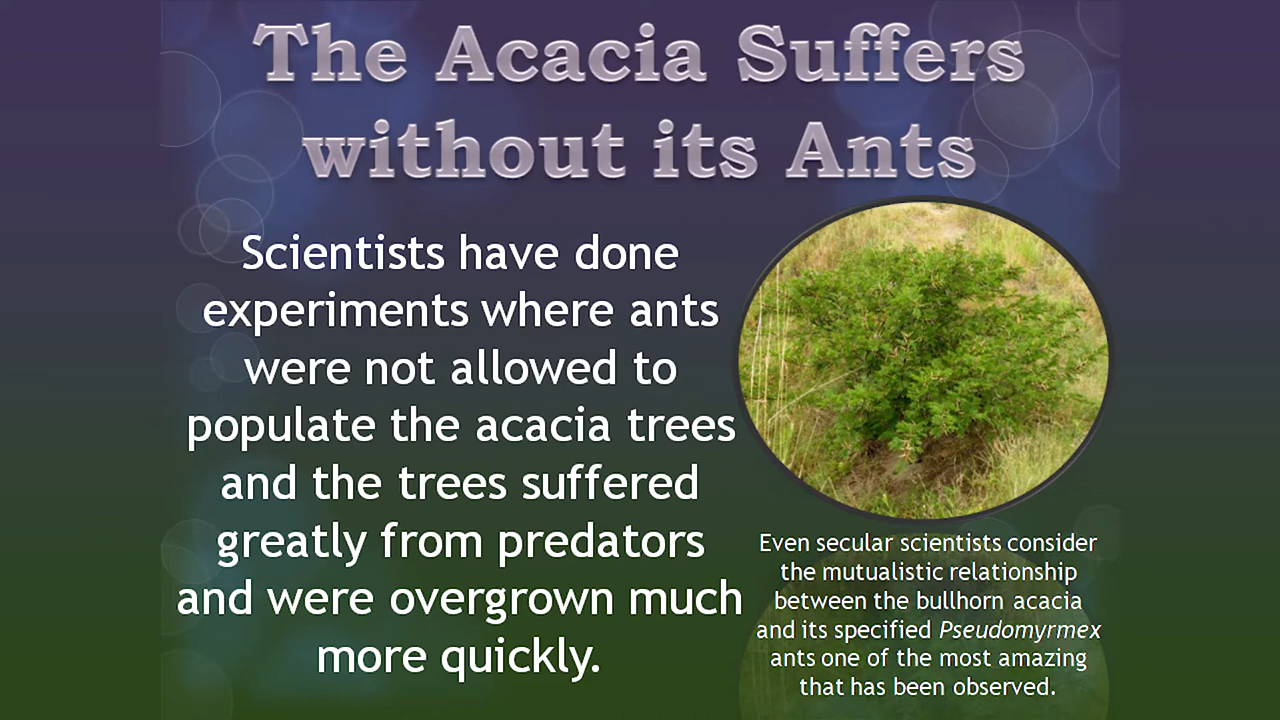 The Acacia Suffers
without its Ants
Scientists have done
experiments where ants
were not allowed to
populate the acacia trees
and the trees suffered
greatly from predators
and were overgrown much
more quickly.
Even secular scientists consider
the mutualistic relationship
between the bullhorn acacia
and its specified Pseudomyrmex
ants one of the most amazing
that has been observed.